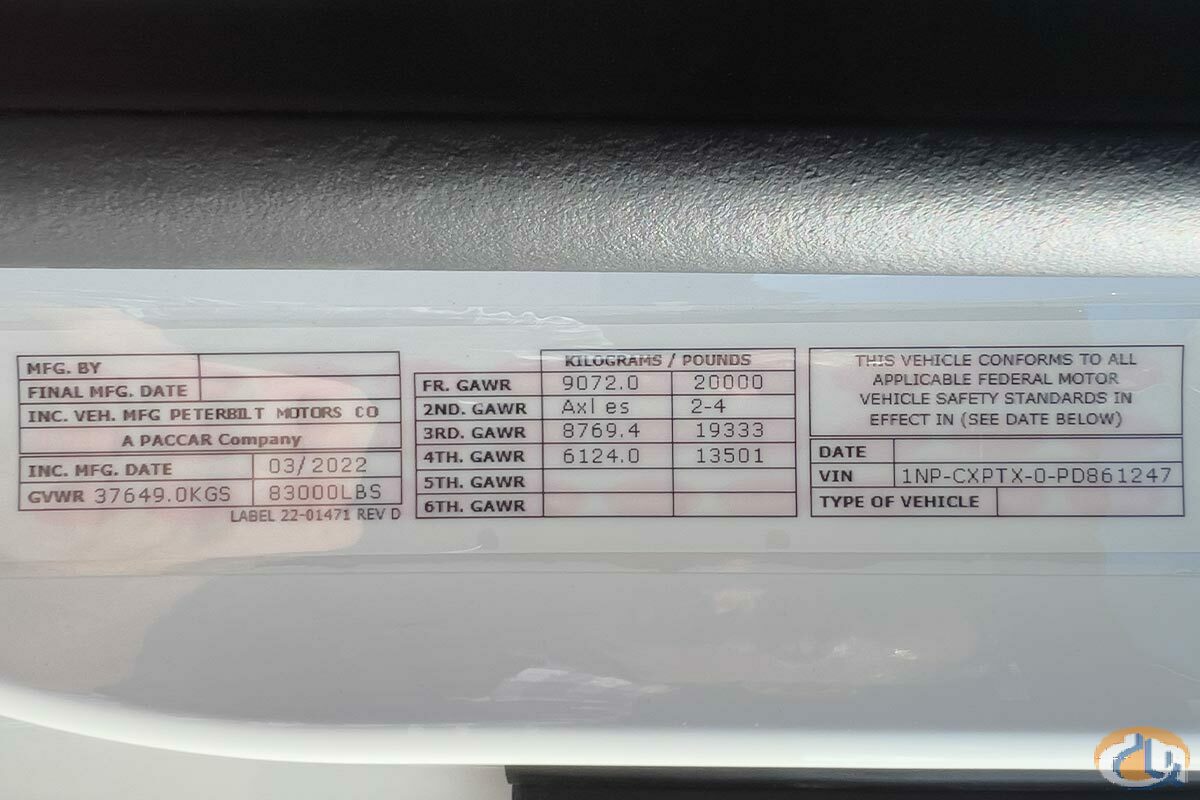 MFG. BY
FINAL MFG. DATE
INC. VEH. MFG PETERBILT MOTORS CO
A PACCAR Company
INC. MFG. DATE 03/2022
GVWR 37649.0KGS 83000LBS
LABEL 22-01471 REV D
KILOGRAMS / POUNDS
FR. GAWR 9072.0 20000
2ND. GAWR Axles 2-4
3RD. GAWR 8769.4 19333
4TH. GAWR 6124.0 13501
5TH. GAWR
6TH. GAWR
THIS VEHICLE CONFORMS TO ALL
APPLICABLE FEDERAL MOTOR
VEHICLE SAFETY STANDARDS IN
EFFECT IN (SEE DATE BELOW)
DATE
VIN 1NP-CXPTX-0-PD861247
TYPE OF VEHICLE